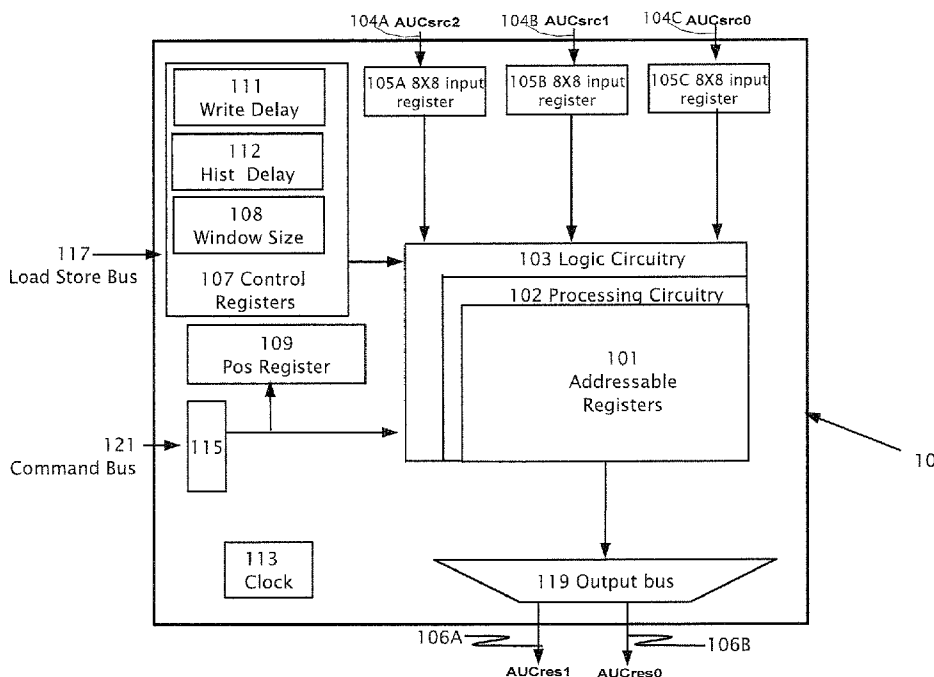 104A AUCsrc2
104B AUCsrc1
104C AUCsrc0
105A 8X8 input
register
105B 8X8 input
register
105C 8X8 input
register
111
Write Delay
112
Hist Delay
108
Window Size
107 Control
Registers
117
Load Store Bus
103 Logic Circuitry
102 Processing Circuitry
101
Addressable
Registers
109
Pos Register
121
Command Bus
115
10
113
Clock
119 Output bus
106A
106B
AUCres1
AUCres0